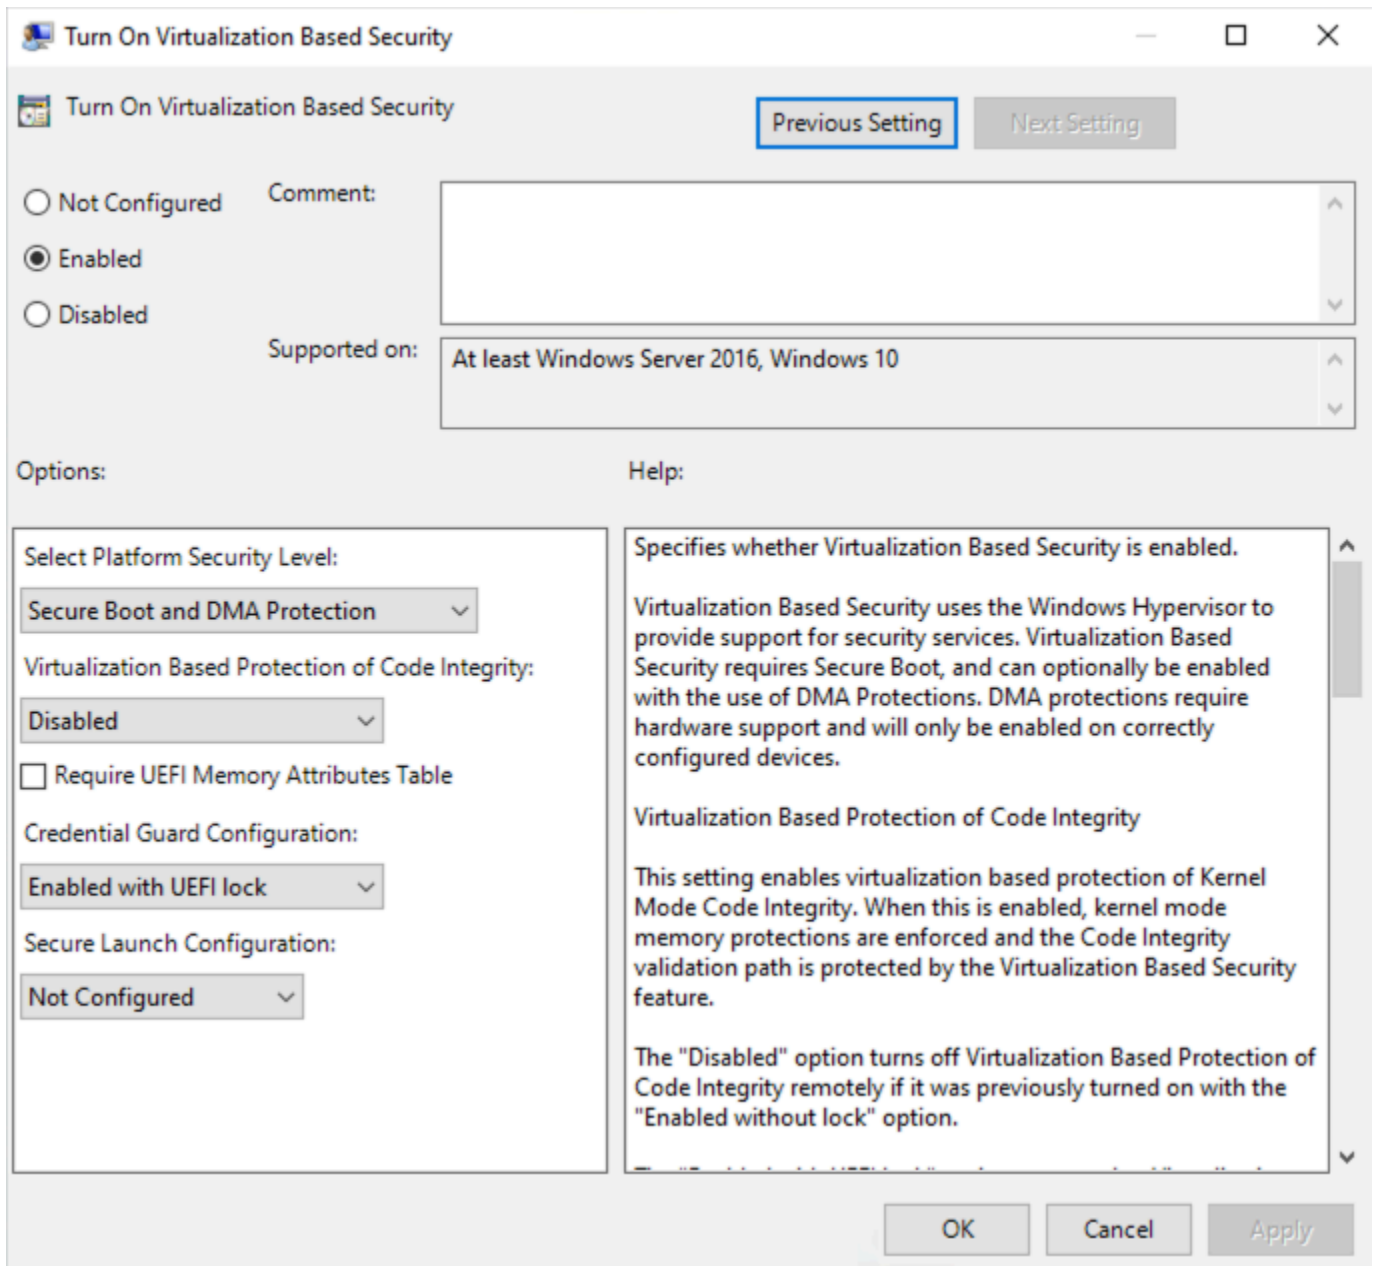 Turn On Virtualization Based Security
Turn On Virtualization Based Security
Previous Setting
Next Setting
Not Configured
Comment:
Enabled
Disabled
Supported on:
At least Windows Server 2016, Windows 10
Options:
Help:
Select Platform Security Level:
Secure Boot and DMA Protection
Virtualization Based Protection of Code Integrity:
Disabled
Require UEFI Memory Attributes Table
Credential Guard Configuration:
Enabled with UEFI lock
Secure Launch Configuration:
Not Configured
Specifies whether Virtualization Based Security is enabled.
Virtualization Based Security uses the Windows Hypervisor to
provide support for security services. Virtualization Based
Security requires Secure Boot, and can optionally be enabled
with the use of DMA Protections. DMA protections require
hardware support and will only be enabled on correctly
configured devices.
Virtualization Based Protection of Code Integrity
This setting enables virtualization based protection of Kernel
Mode Code Integrity. When this is enabled, kernel mode
memory protections are enforced and the Code Integrity
validation path is protected by the Virtualization Based Security
feature.
The "Disabled" option turns off Virtualization Based Protection of
Code Integrity remotely if it was previously turned on with the
"Enabled without lock" option.
OK
Cancel
Apply